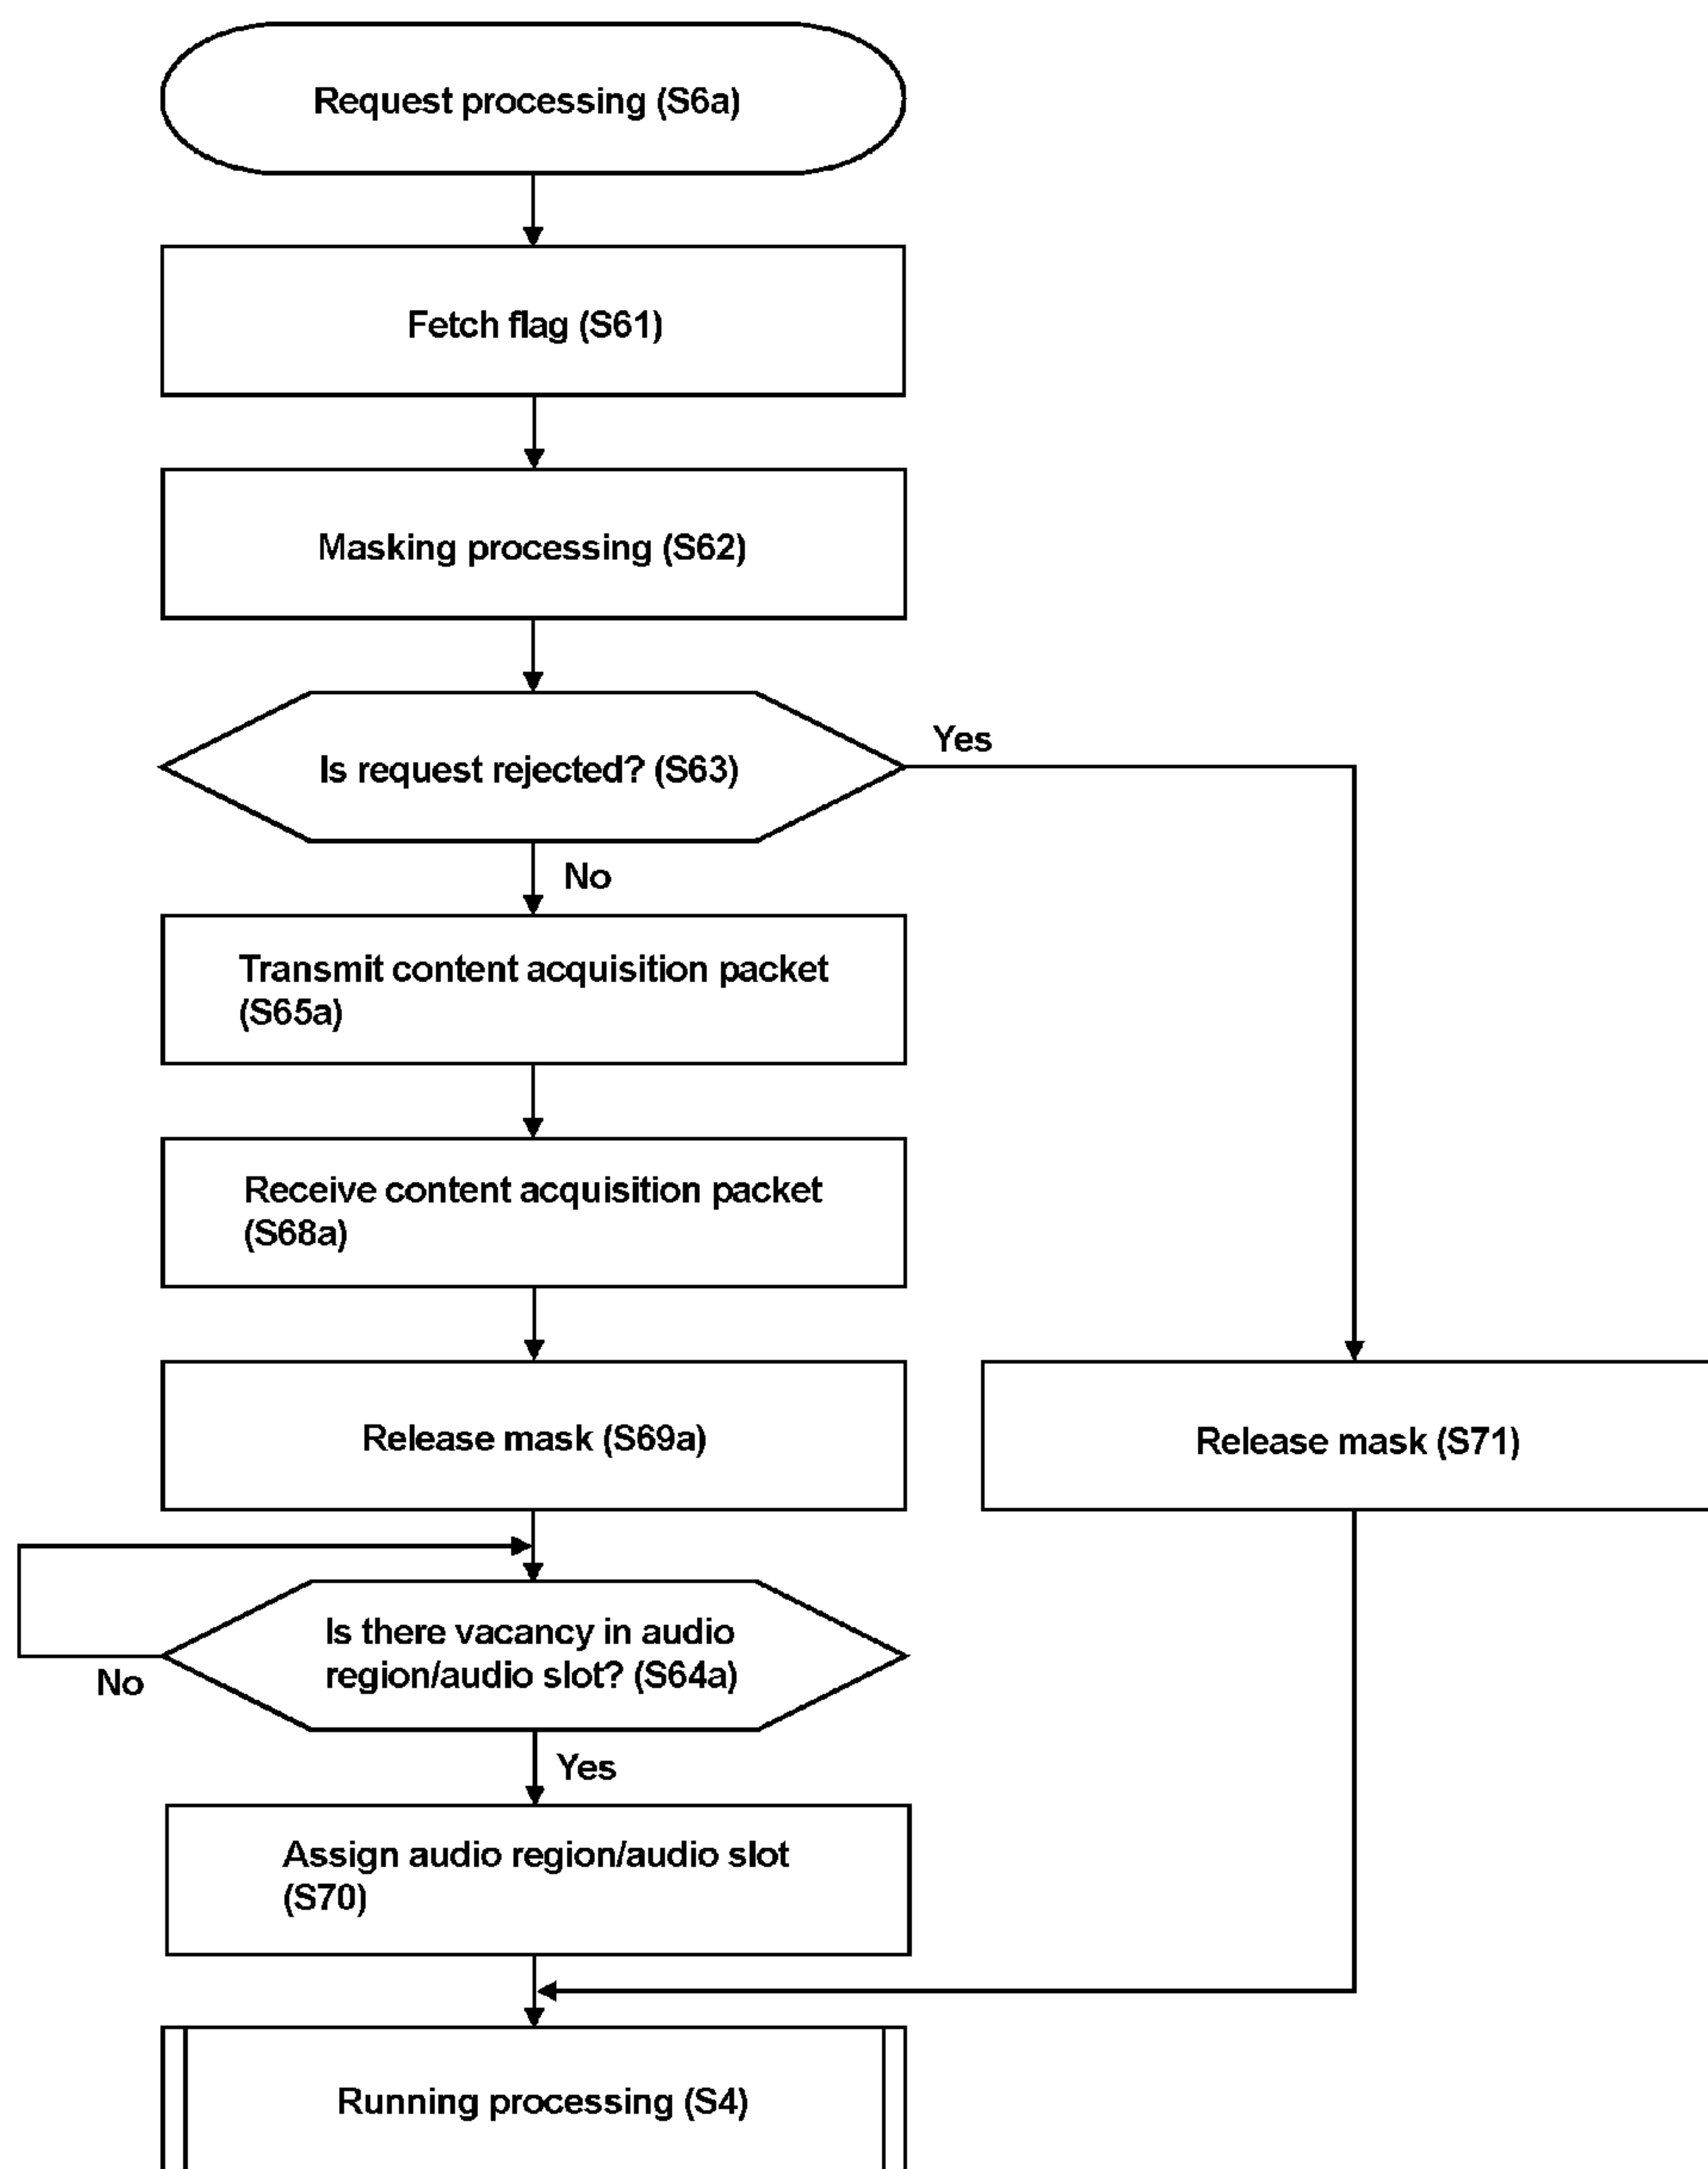 Request processing (S6a)
Fetch flag (S61)
Masking processing (S62)
Is request rejected? (S63)
Yes
No
Transmit content acquisition packet
(S65a)
Receive content acquisition packet
(S68a)
Release mask (S69a)
Release mask (S71)
Is there vacancy in audio
region/audio slot? (S64a)
No
Yes
Assign audio region/audio slot
(S70)
Running processing (S4)